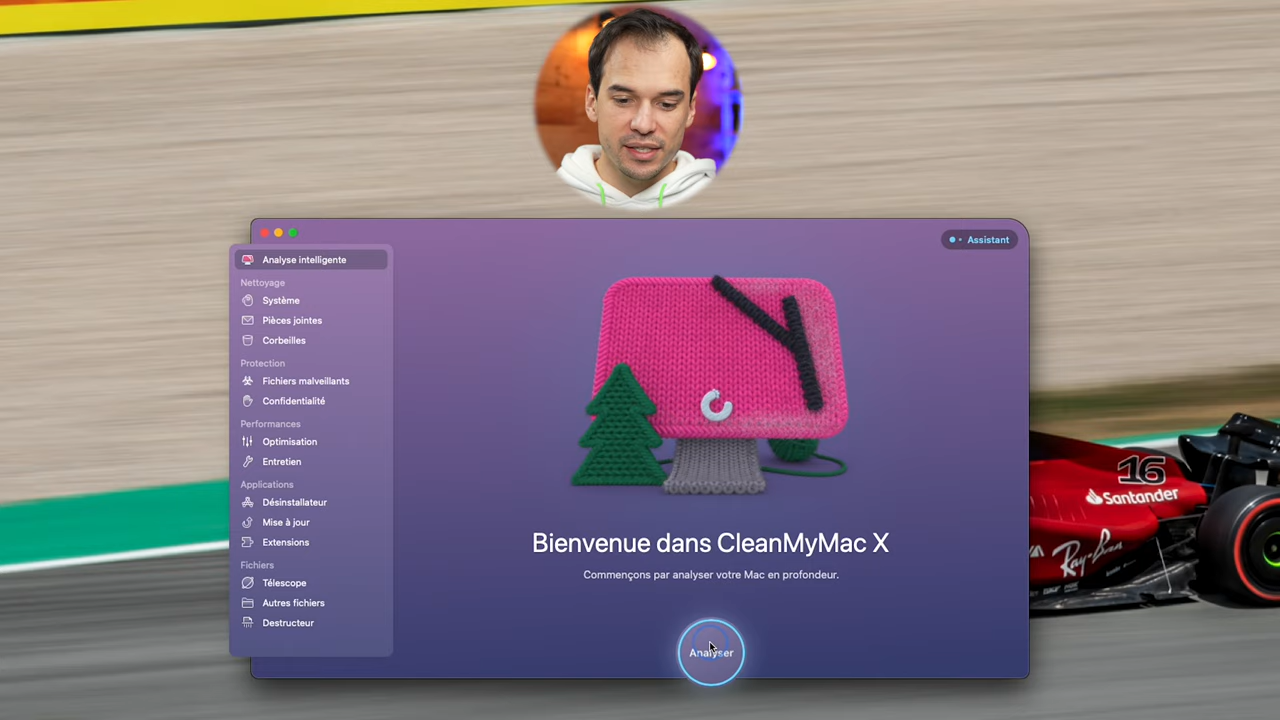 Assistant
Analyse intelligente
Nettoyage
Système
Pièces jointes
Corbeilles
Protection
Fichiers malveillants
Confidentialité
Performances
Optimisation
Entretien
Applications
Désinstallateur
Mise à jour
Extensions
Fichiers
Télescope
Autres fichiers
Destructeur
Bienvenue dans CleanMyMac X
Commençons par analyser votre Mac en profondeur.
Analyser
16
Santander
Ray-Ban